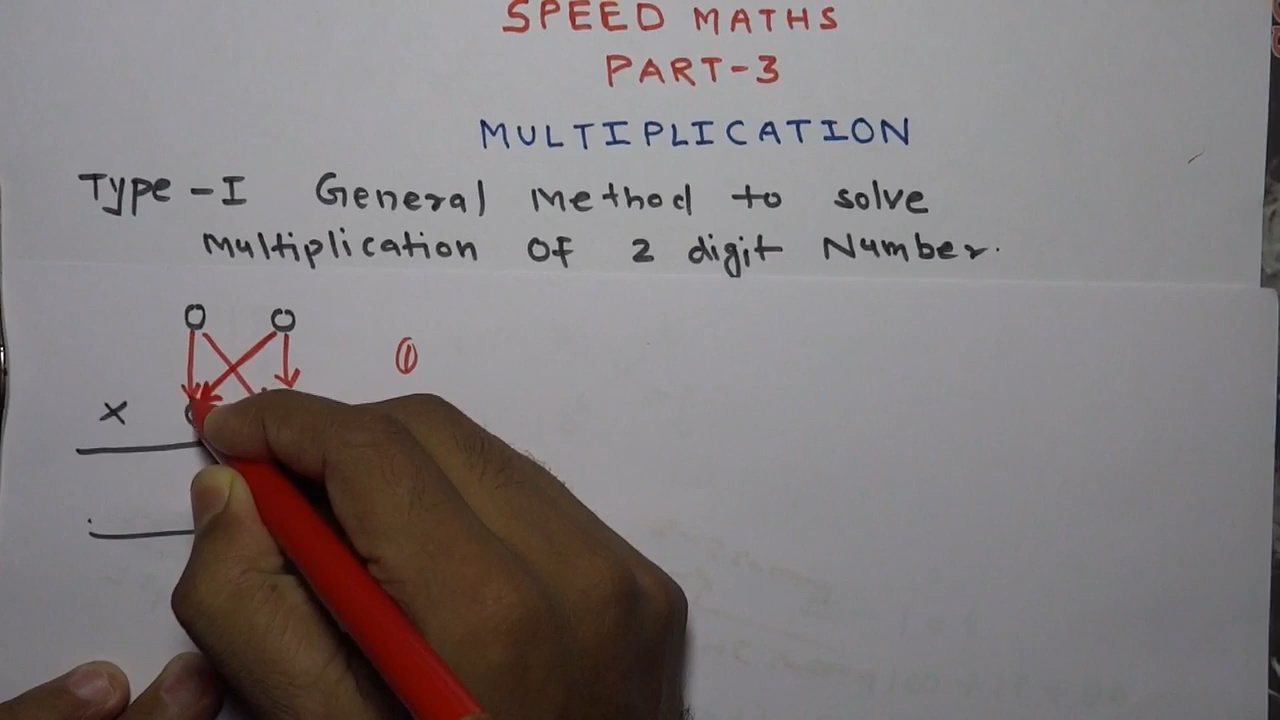 SPEED MATHS
PART-3
MULTIPLICATION
Type-I General Method to solve
Multiplication Of 2 digit Number.
O O
①
X